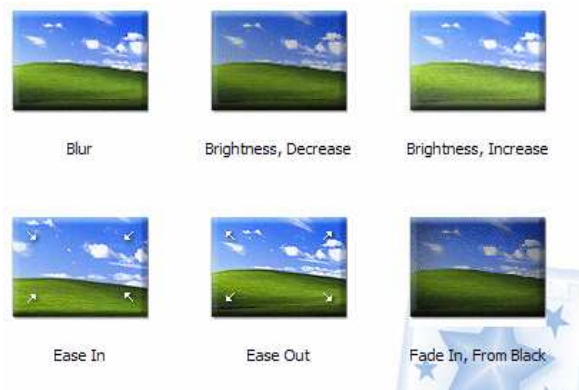 Blur
Brightness, Decrease
Brightness, Increase
Ease In
Ease Out
Fade In, From Black